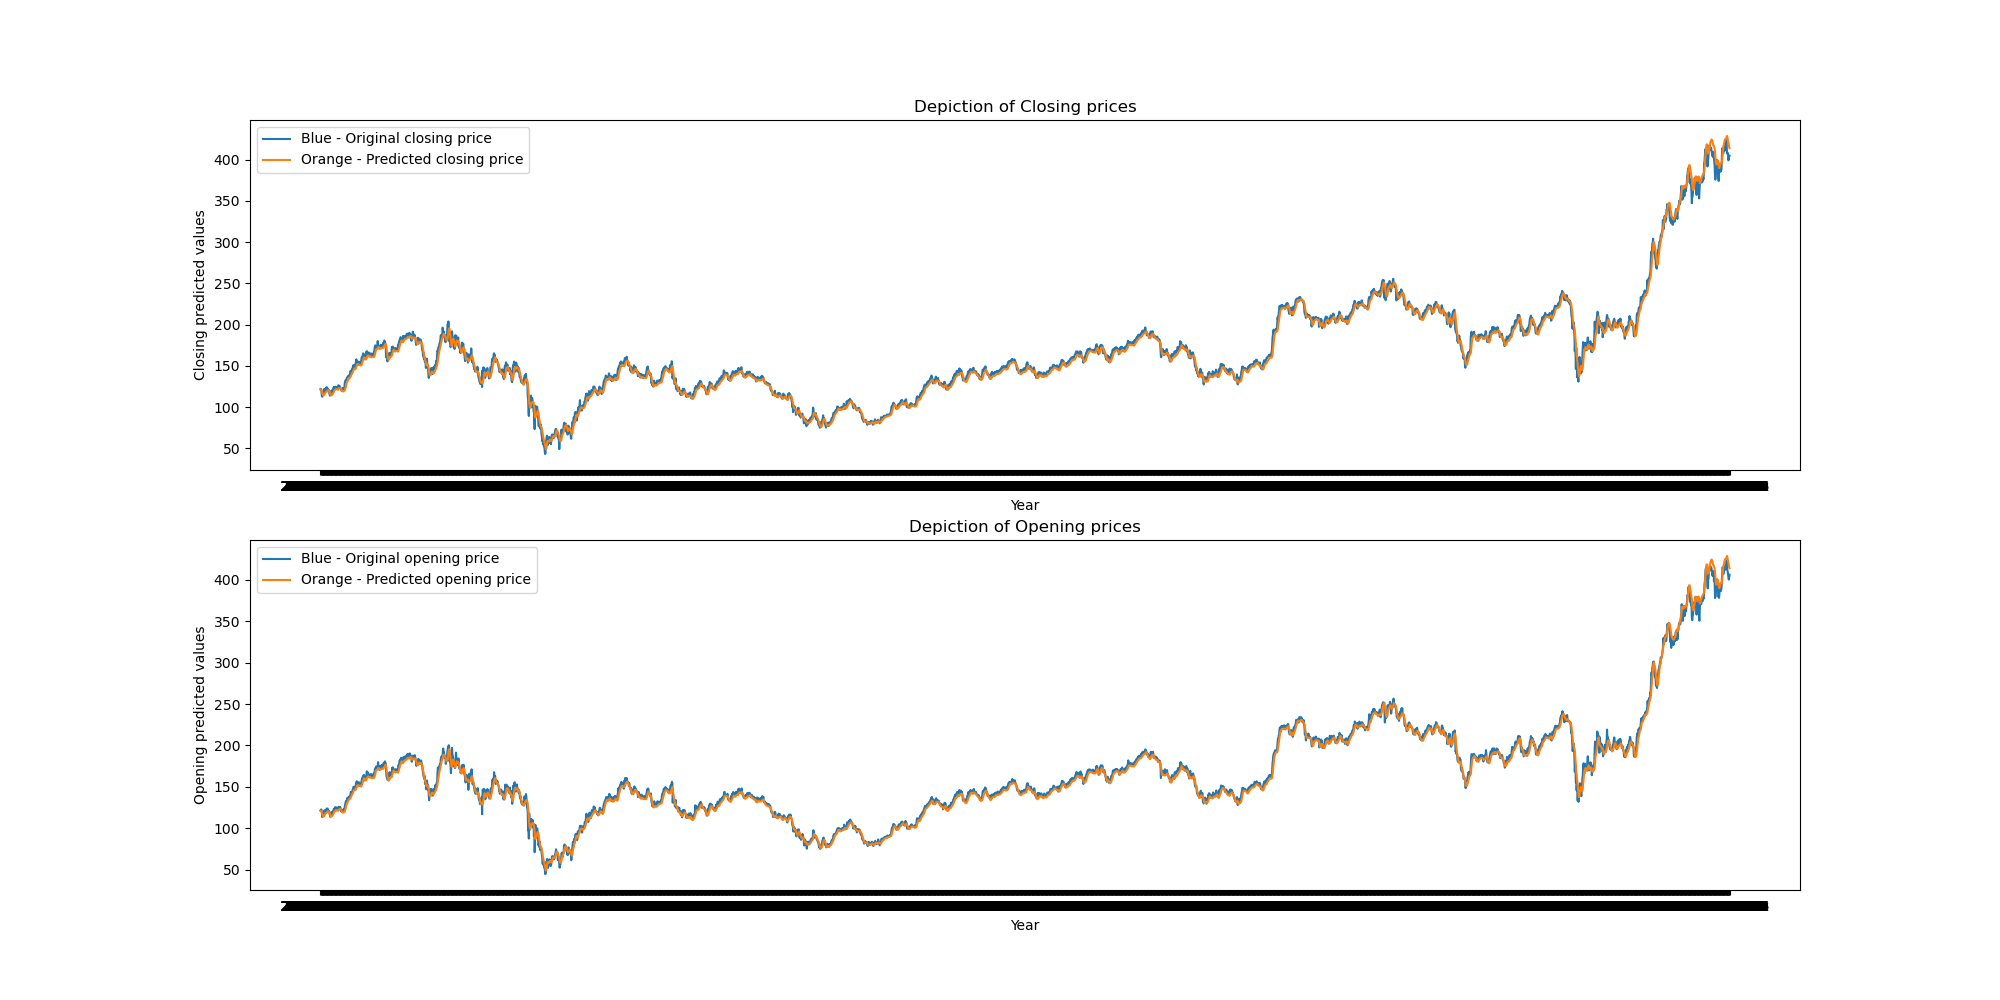 Depiction of Closing prices
Blue - Original closing price
Orange - Predicted closing price
400
350
300
250
200
150
100
50
Closing predicted values
Year
Depiction of Opening prices
Blue - Original opening price
Orange - Predicted opening price
400
350
300
250
200
150
100
50
Opening predicted values
Year